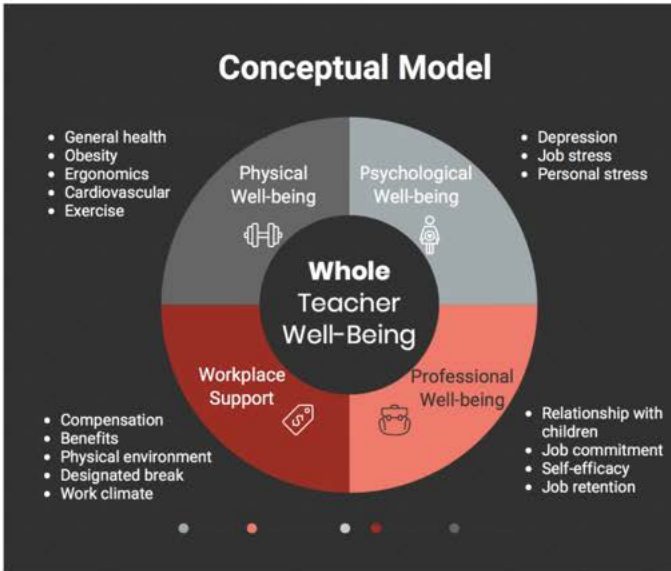 Conceptual Model
• General health
• Obesity
• Ergonomics
• Cardiovascular
• Exercise
Physical
Well-being
Psychological
Well-being
• Depression
• Job stress
• Personal stress
Whole
Teacher
Well-Being
Workplace
Support
Professional
Well-being
• Compensation
• Benefits
• Physical environment
• Designated break
• Work climate
• Relationship with
children
• Job commitment
• Self-efficacy
• Job retention